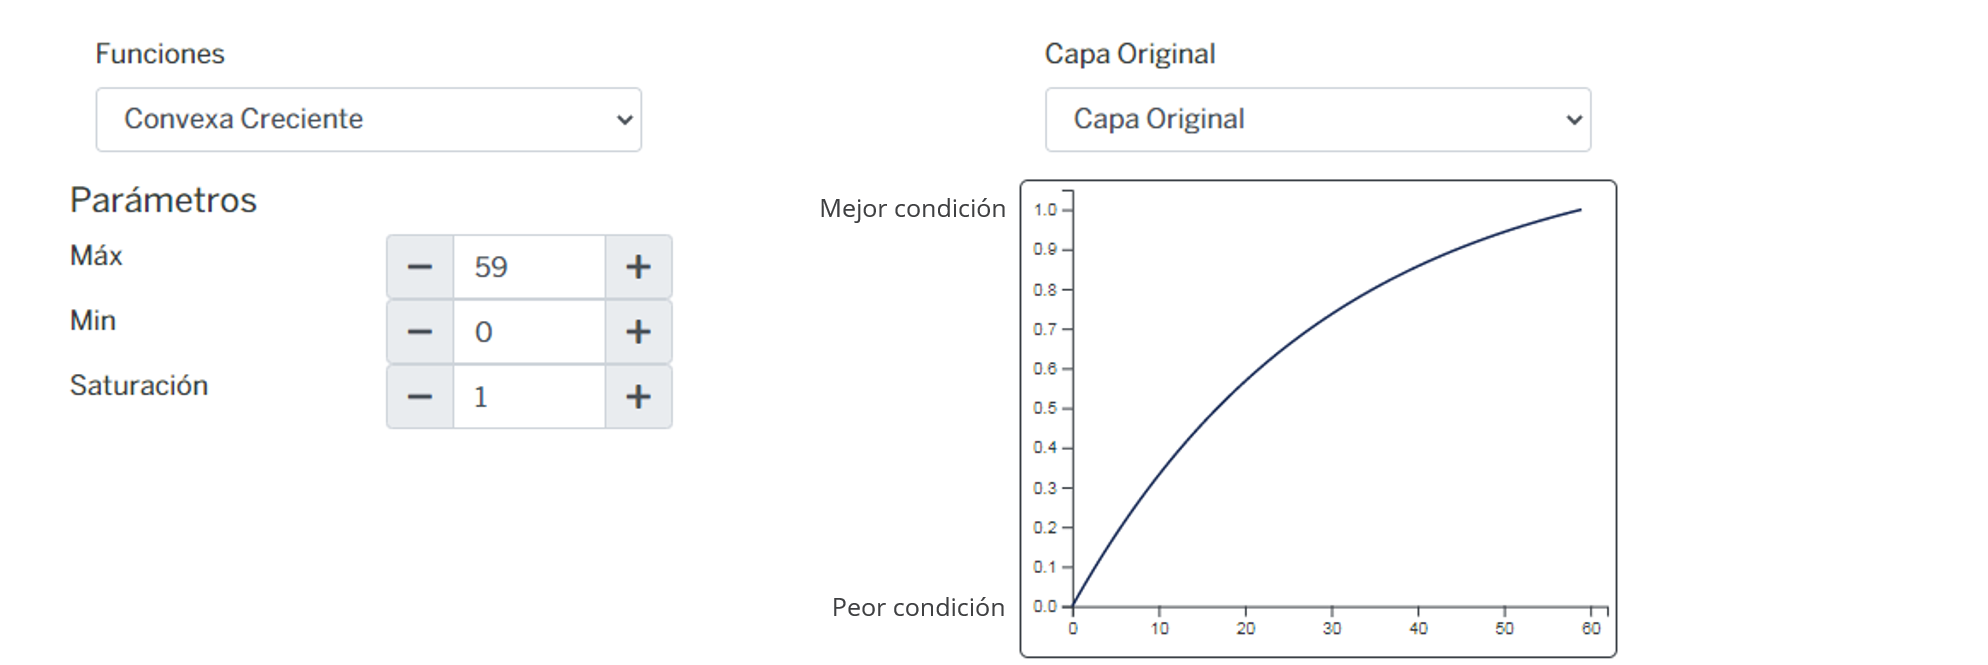 Funciones
Convexa Creciente
Parámetros
Máx
59
Min
0
Saturación
1
Capa Original
Capa Original
Mejor condición
Peor condición
1.0
0.9
0.8
0.7
0.6
0.5
0.4
0.3
0.2
0.1
0.0
0 10 20 30 40 50 60